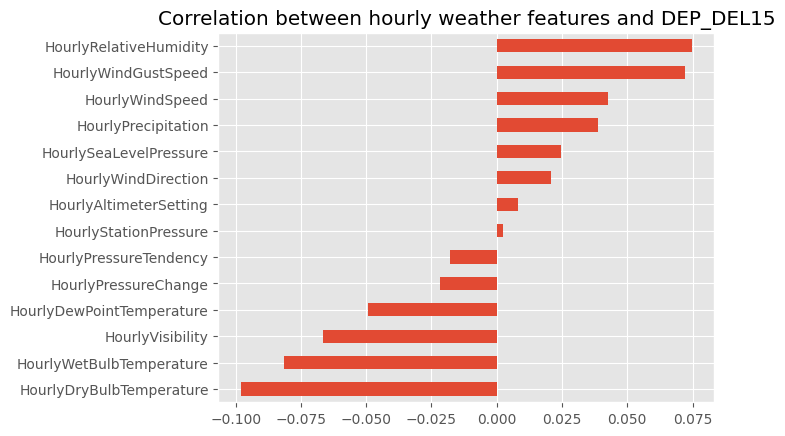 Correlation between hourly weather features and DEP_DEL15
HourlyRelativeHumidity
HourlyWindGustSpeed
HourlyWindSpeed
HourlyPrecipitation
HourlySeaLevelPressure
HourlyWindDirection
HourlyAltimeterSetting
HourlyStationPressure
HourlyPressureTendency
HourlyPressureChange
HourlyDewPointTemperature
HourlyVisibility
HourlyWetBulbTemperature
HourlyDryBulbTemperature
−0.100 −0.075 −0.050 −0.025 0.000 0.025 0.050 0.075